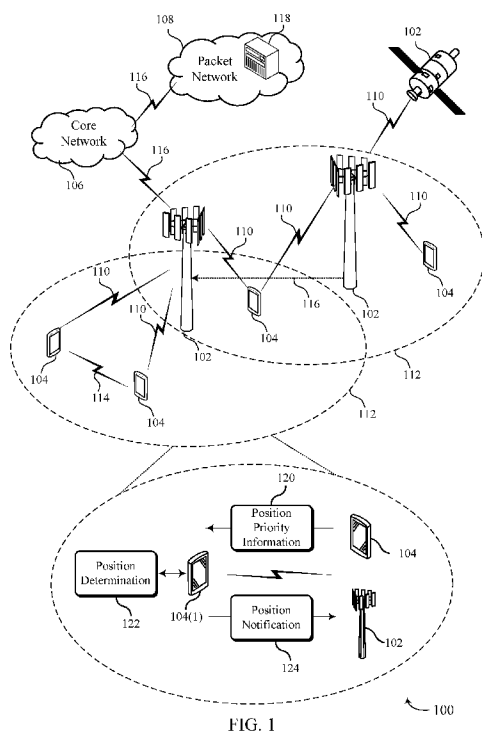 108
118
102
Packet
Network
116
110
Core
Network
116
106
110
110
110
110
116
104
104
110
102
102
104
114
104
112
112
120
Position
Priority
Information
104
Position
Determination
122
104(1)
Position
Notification
124
102
100
FIG. 1